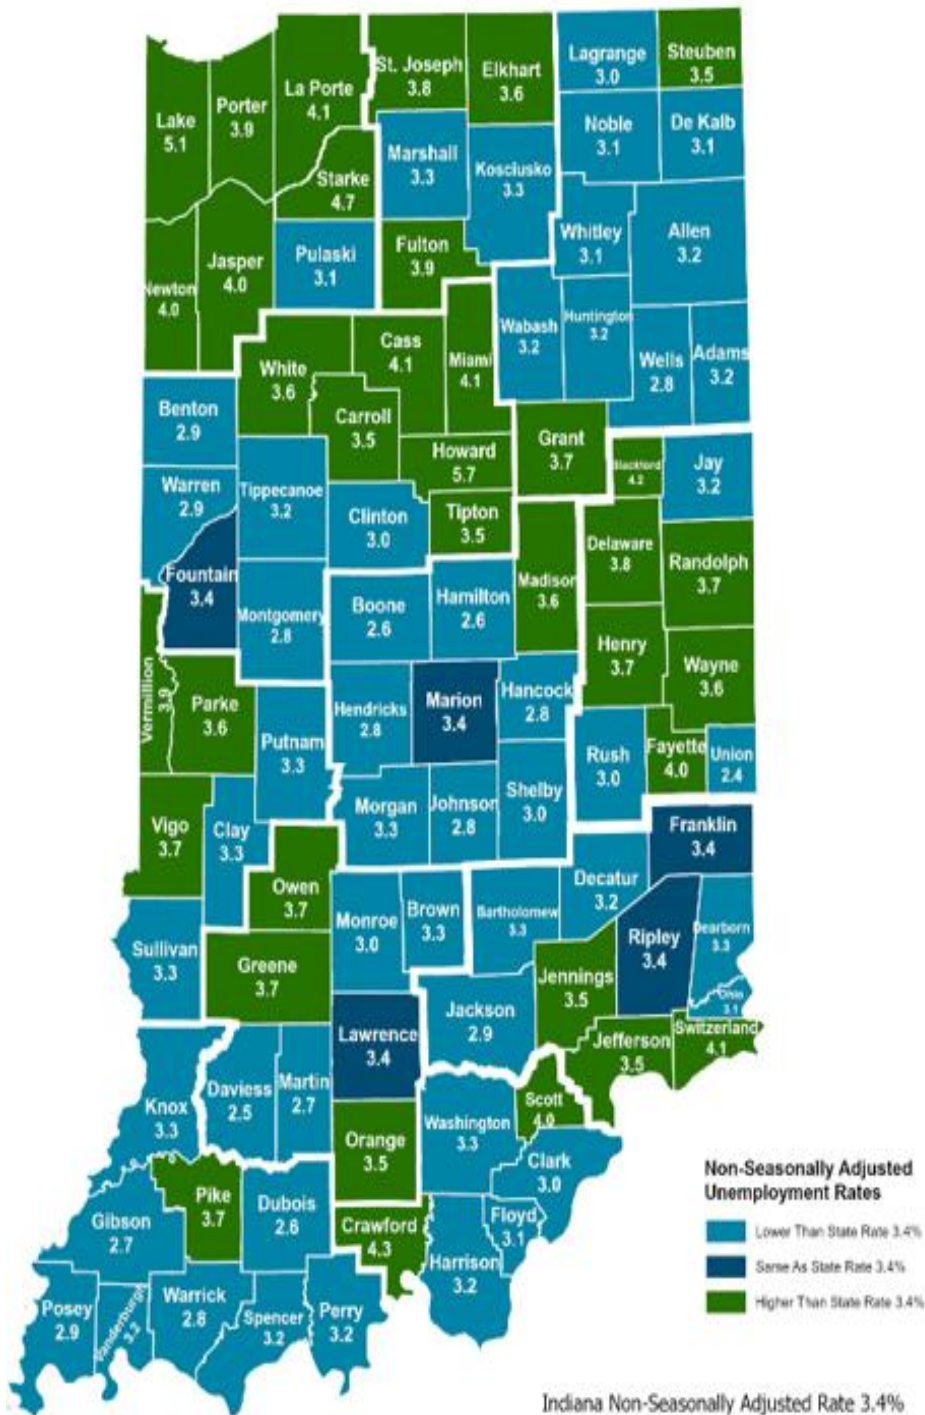 Lagrange
3.0
Steuben
3.5
St. Joseph
3.8
Elkhart
3.6
La Porte
4.1
Porter
3.9
Lake
5.1
Noble
3.1
De Kalb
3.1
Marshall
3.3
Kosciusko
3.3
Starke
4.7
Whitley
3.1
Allen
3.2
Pulaski
3.1
Fulton
3.9
Jasper
4.0
Newton
4.0
Wabash
3.2
Huntington
3.2
Wells
2.8
Adams
3.2
White
3.6
Cass
4.1
Miami
4.1
Benton
2.9
Carroll
3.5
Howard
5.7
Grant
3.7
Blackford
4.2
Jay
3.2
Warren
2.9
Tippecanoe
3.2
Clinton
3.0
Tipton
3.5
Delaware
3.8
Randolph
3.7
Fountain
3.4
Montgomery
2.8
Boone
2.6
Hamilton
2.6
Madison
3.6
Henry
3.7
Wayne
3.6
Vermillion
3.9
Parke
3.6
Putnam
3.3
Hendricks
2.8
Marion
3.4
Hancock
2.8
Rush
3.0
Fayette
4.0
Union
2.4
Vigo
3.7
Clay
3.3
Morgan
3.3
Johnson
2.8
Shelby
3.0
Franklin
3.4
Owen
3.7
Decatur
3.2
Monroe
3.0
Brown
3.3
Bartholomew
3.3
Ripley
3.4
Dearborn
3.3
Sullivan
3.3
Greene
3.7
Jennings
3.5
Ohio
3.1
Lawrence
3.4
Jackson
2.9
Jefferson
3.5
Switzerland
4.1
Knox
3.3
Daviess
2.5
Martin
2.7
Orange
3.5
Washington
3.3
Scott
4.0
Clark
3.0
Gibson
2.7
Pike
3.7
Dubois
2.6
Crawford
4.3
Harrison
3.2
Floyd
3.1
Posey
2.9
Vanderburgh
3.2
Warrick
2.8
Spencer
3.2
Perry
3.2
Non-Seasonally Adjusted
Unemployment Rates
Lower Than State Rate 3.4%
Same As State Rate 3.4%
Higher Than State Rate 3.4%
Indiana Non-Seasonally Adjusted Rate 3.4%